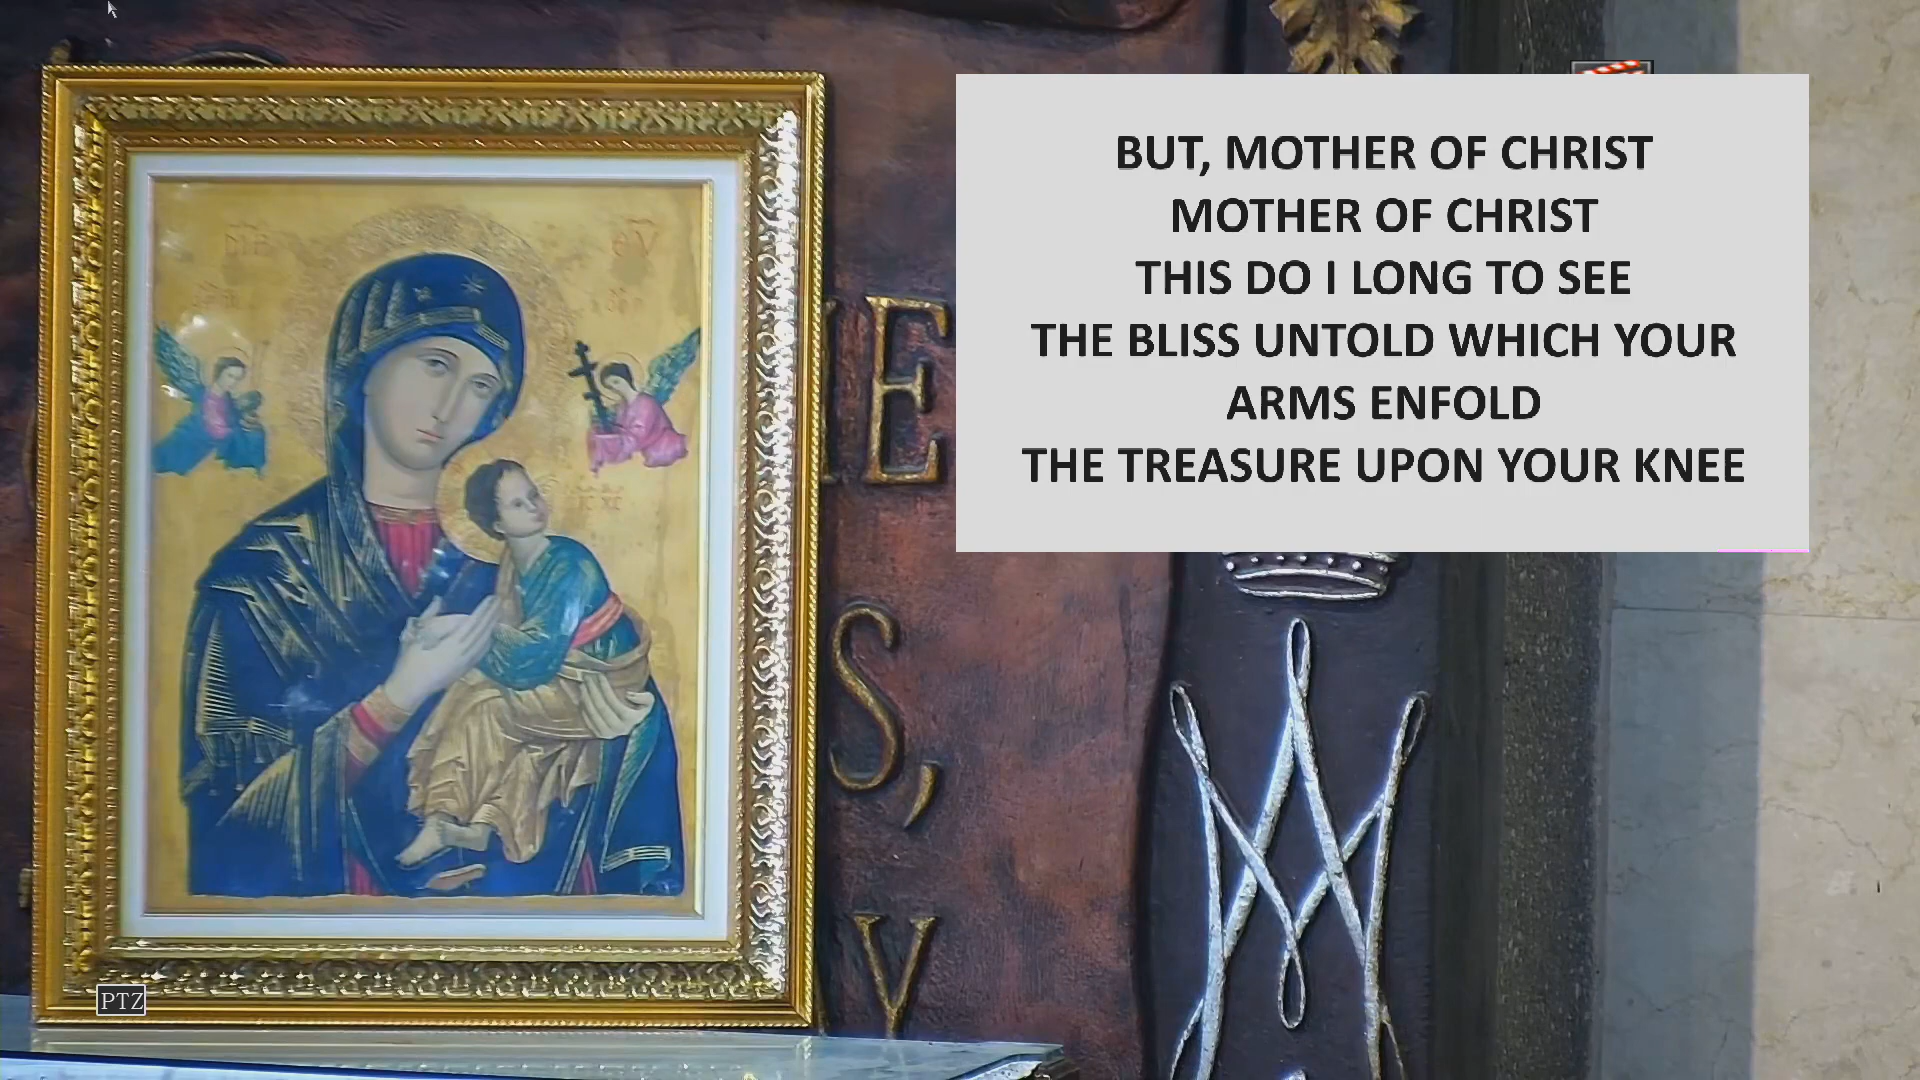 BUT, MOTHER OF CHRIST
MOTHER OF CHRIST
THIS DO I LONG TO SEE
THE BLISS UNTOLD WHICH YOUR
ARMS ENFOLD
THE TREASURE UPON YOUR KNEE
E
S,
Y
PTZ